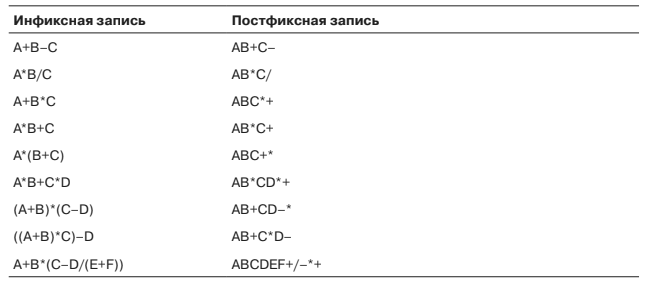 Инфиксная запись Постфиксная запись
A+B–C AB+C–
A*B/C AB*C/
A+B*C ABC*+
A*B+C AB*C+
A*(B+C) ABC+*
A*B+C*D AB*CD*+
(A+B)*(C–D) AB+CD–*
((A+B)*C)–D AB+C*D–
A+B*(C–D/(E+F)) ABCDEF+/–*+